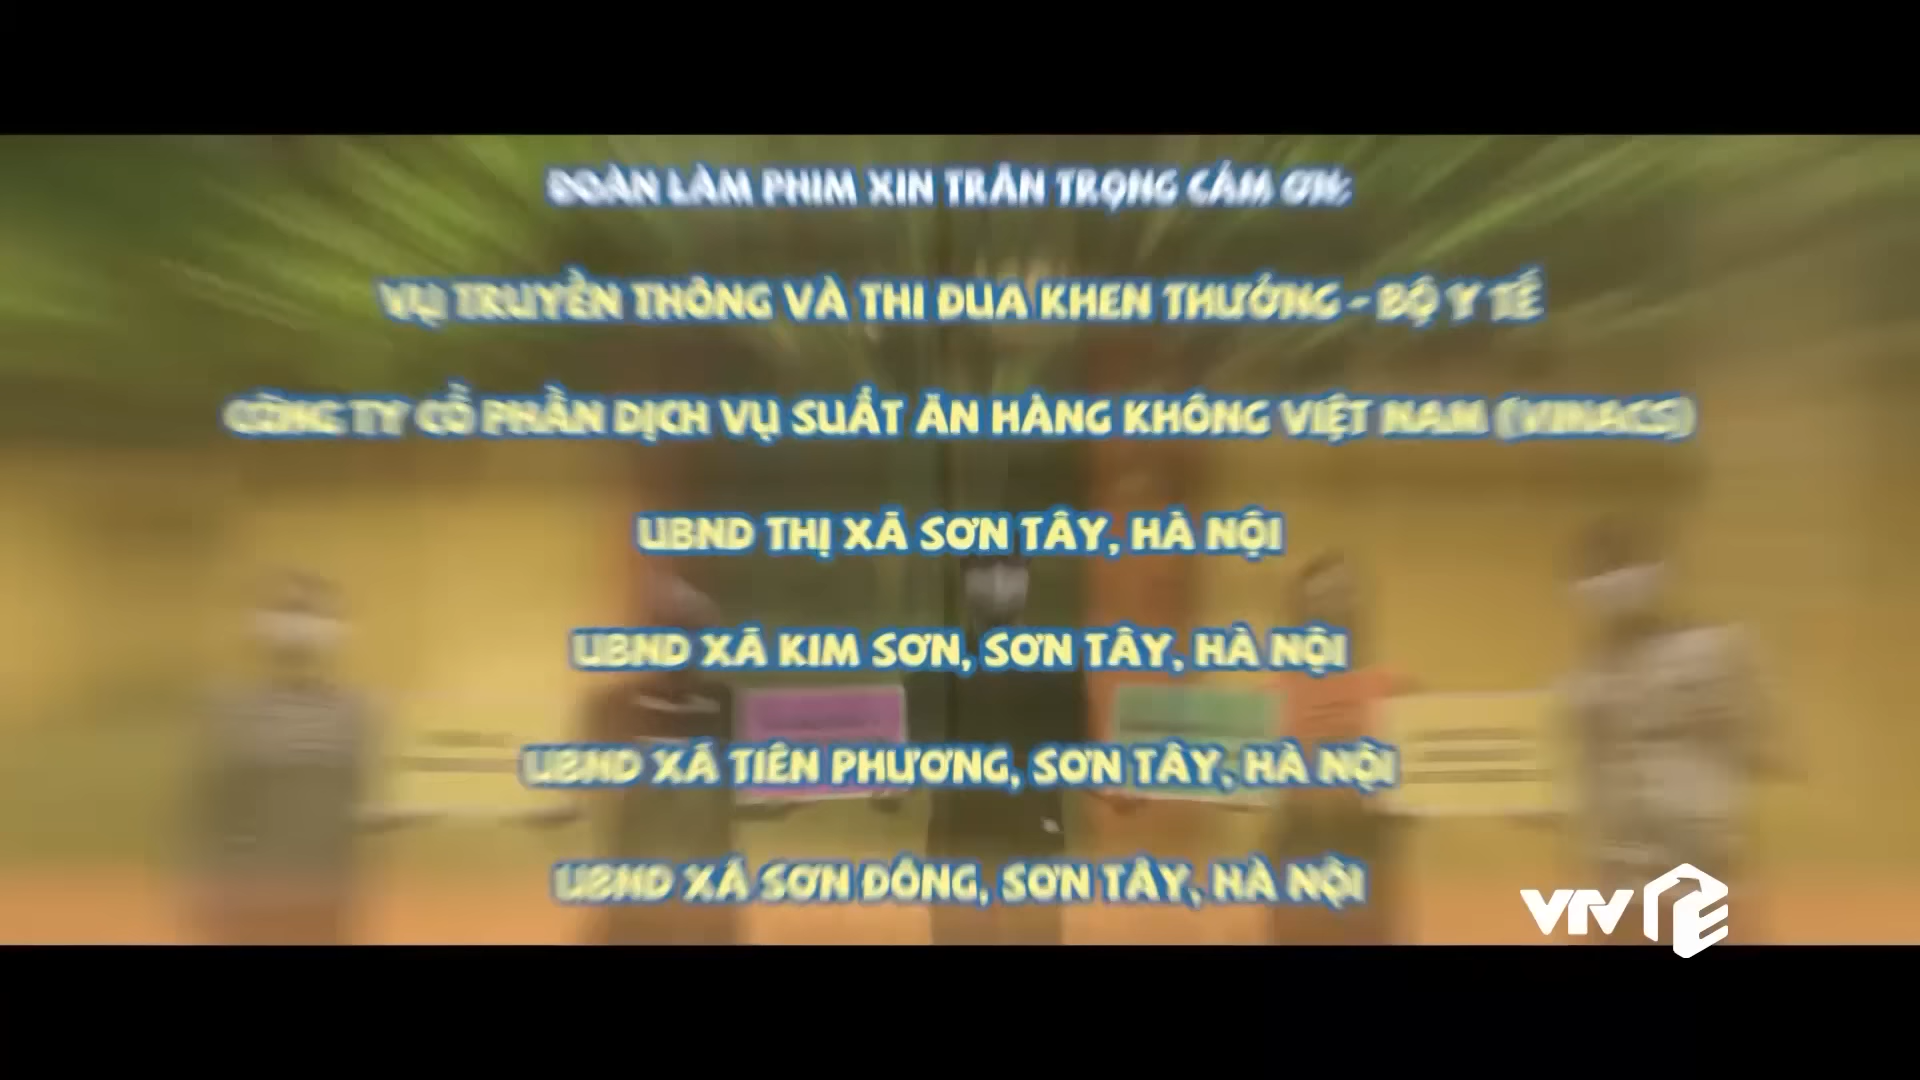 ĐOÀN LÀM PHIM XIN TRÂN TRỌNG CẢM ƠN:
VỤ TRUYỀN THÔNG VÀ THI ĐUA KHEN THƯỞNG - BỘ Y TẾ
CÔNG TY CỔ PHẦN DỊCH VỤ SUẤT ĂN HÀNG KHÔNG VIỆT NAM (VINACS)
UBND THỊ XÃ SƠN TÂY, HÀ NỘI
UBND XÃ KIM SƠN, SƠN TÂY, HÀ NỘI
UBND XÃ TIÊN PHƯƠNG, SƠN TÂY, HÀ NỘI
UBND XÃ SƠN ĐÔNG, SƠN TÂY, HÀ NỘI
VTV